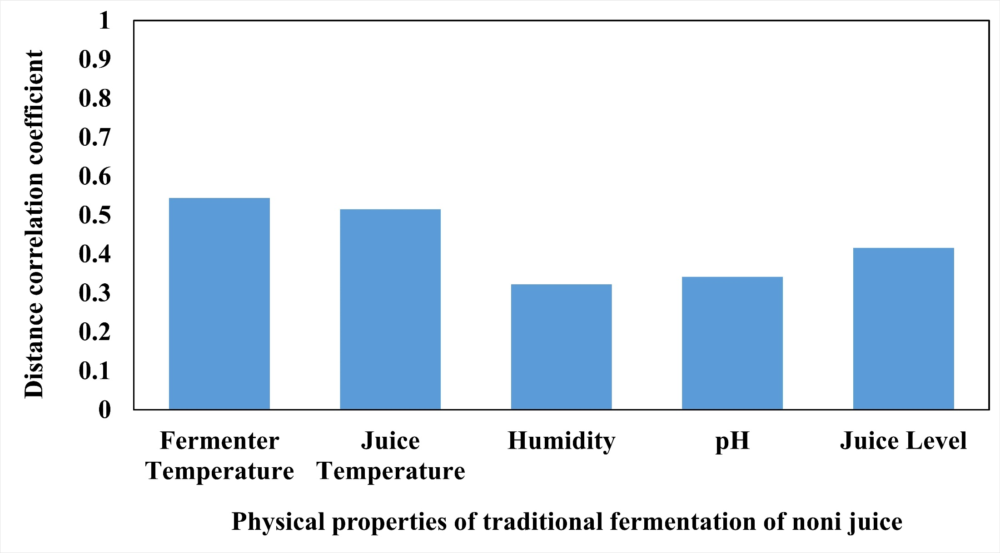 Distance correlation coefficient
1
0.9
0.8
0.7
0.6
0.5
0.4
0.3
0.2
0.1
0
Fermenter
Temperature
Juice
Temperature
Humidity
pH
Juice Level
Physical properties of traditional fermentation of noni juice